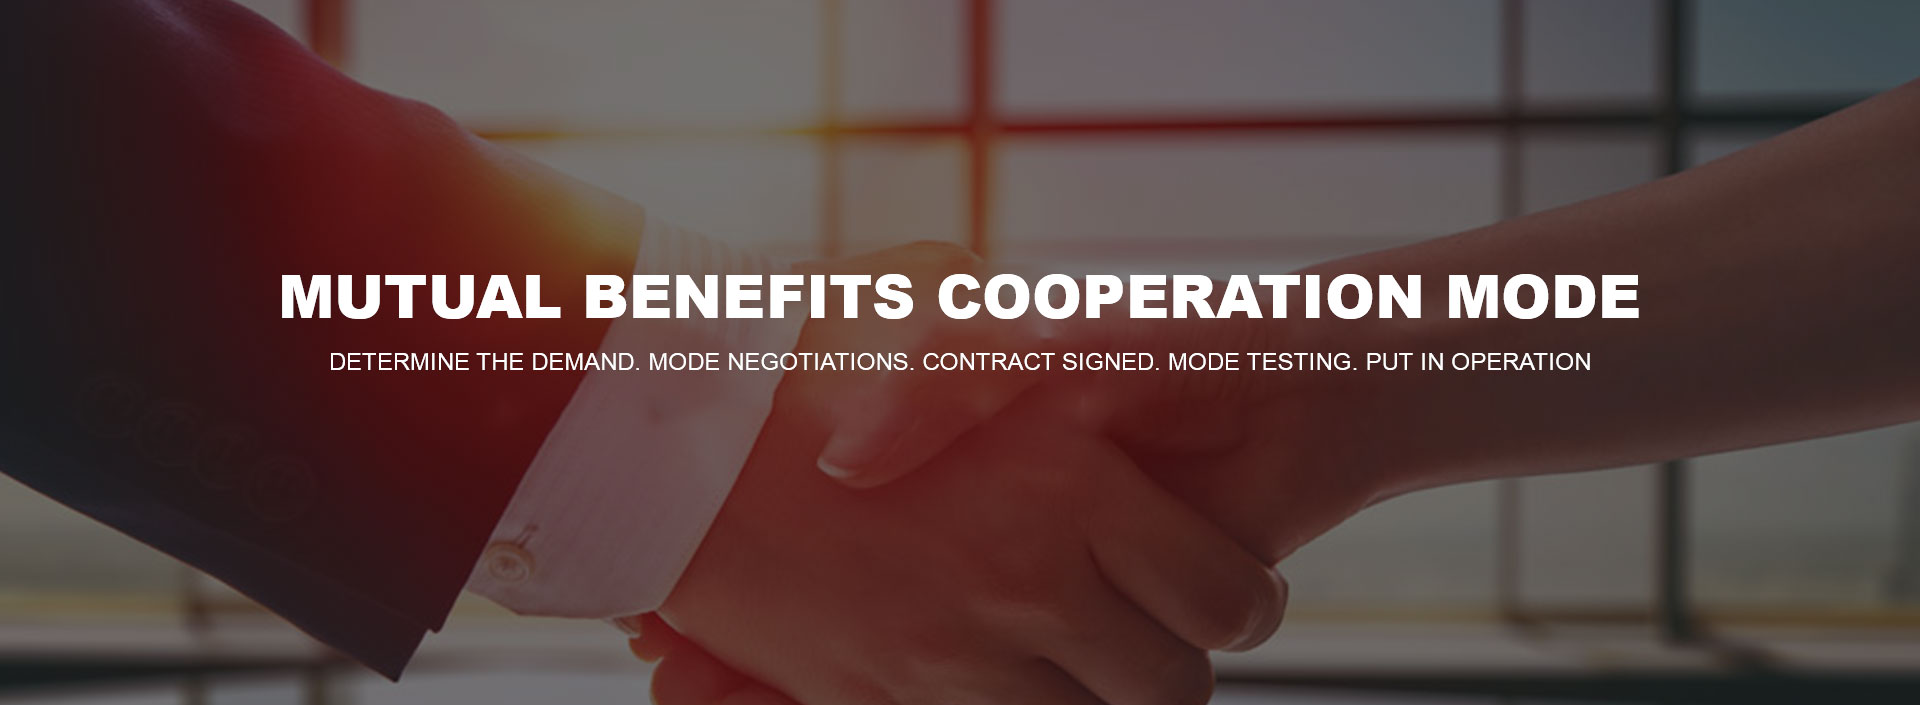 MUTUAL BENEFITS COOPERATION MODE
DETERMINE THE DEMAND. MODE NEGOTIATIONS. CONTRACT SIGNED. MODE TESTING. PUT IN OPERATION